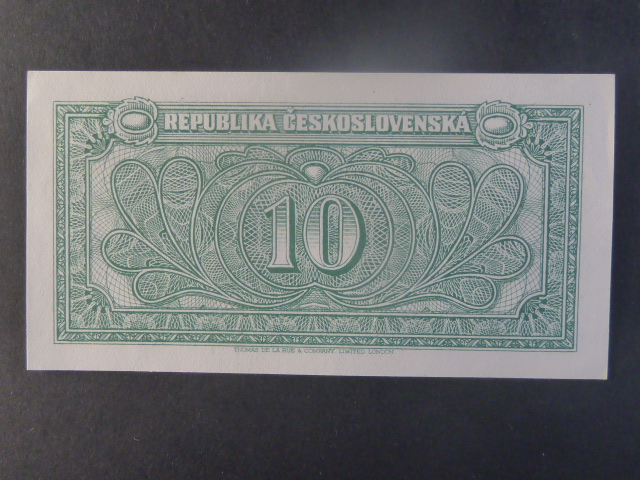 REPUBLIKA ČESKOSLOVENSKÁ
10
THOMAS DE LA RUE & COMPANY, LIMITED, LONDON